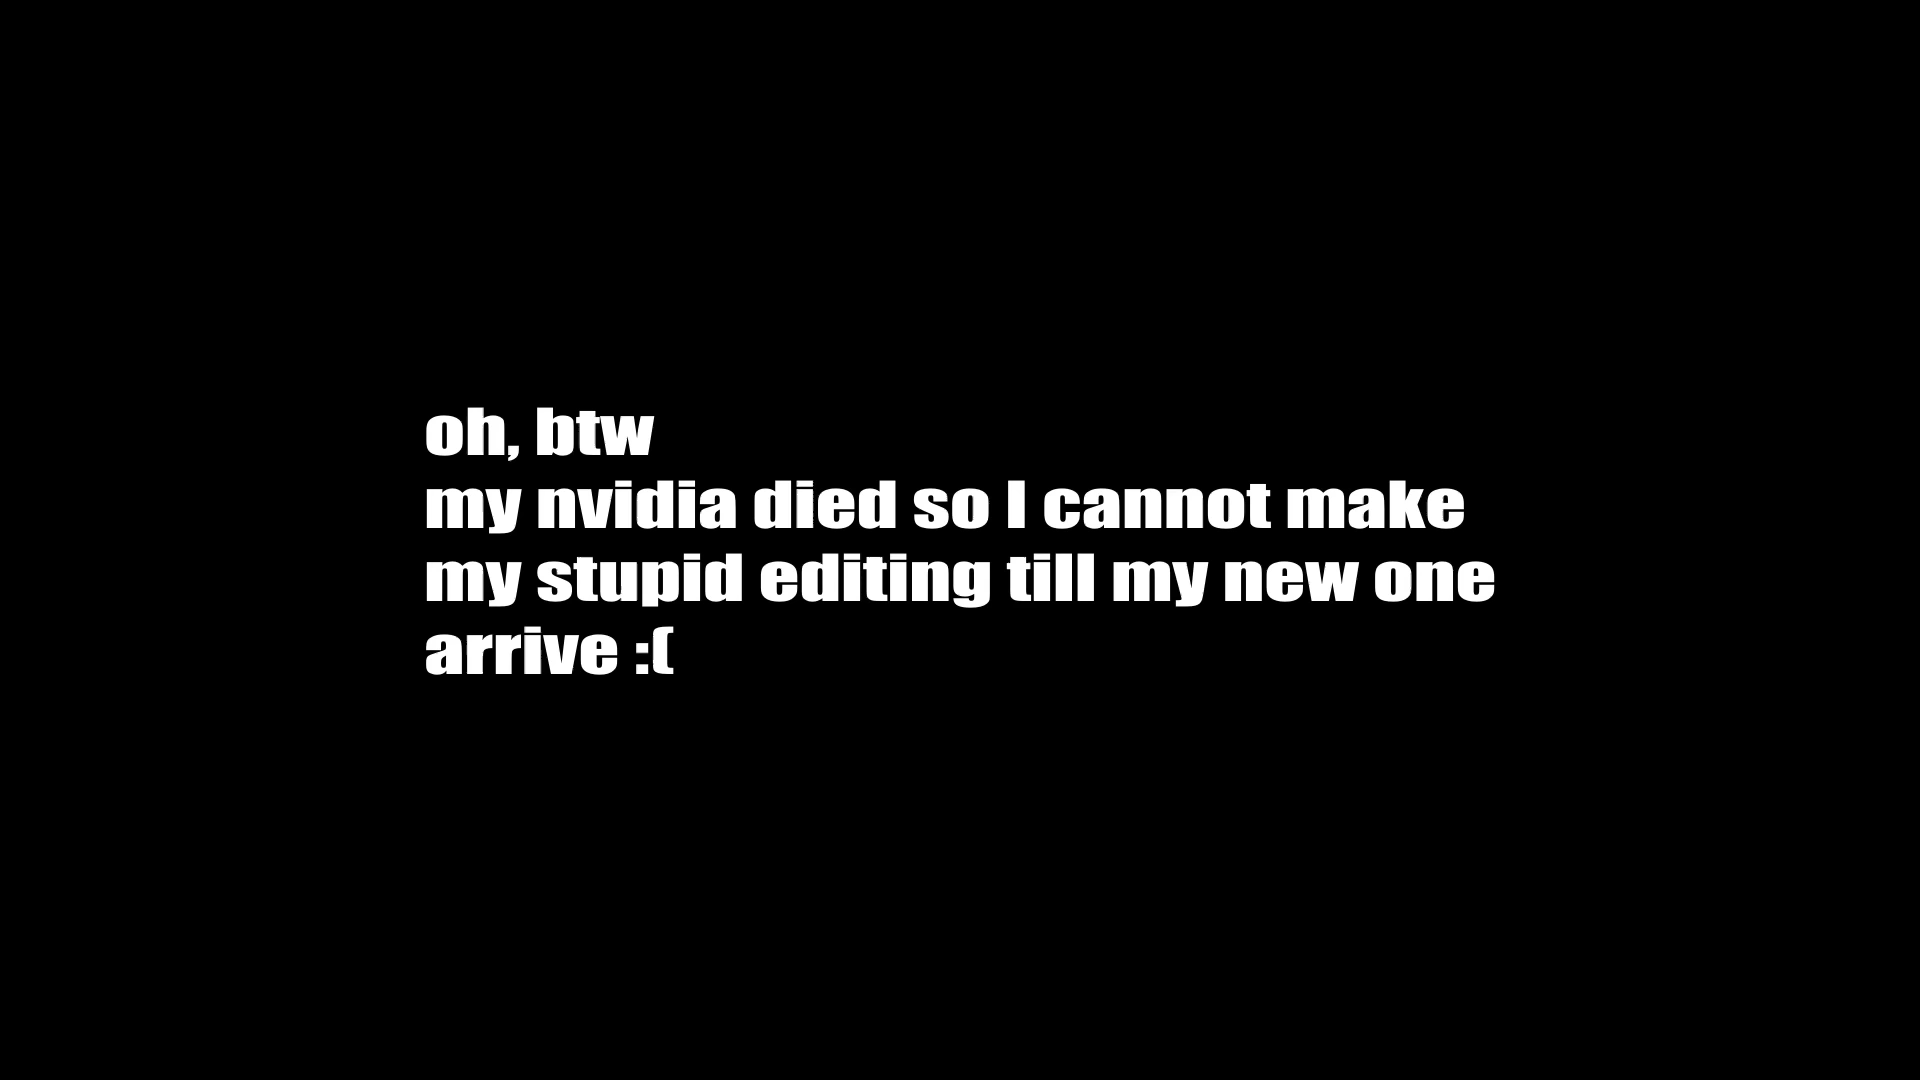 oh, btw
my nvidia died so I cannot make
my stupid editing till my new one
arrive :(